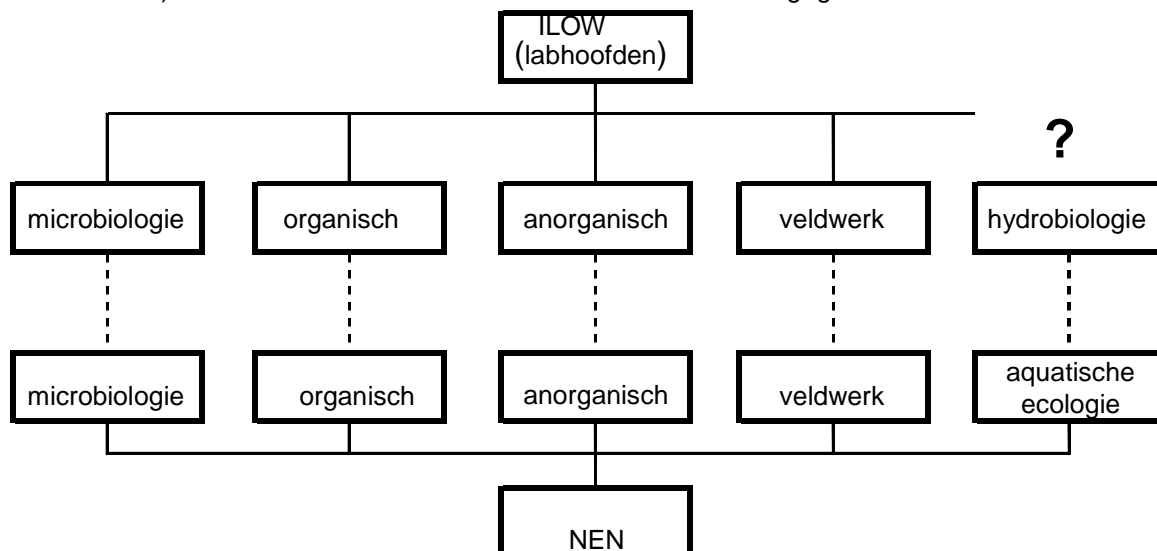 ILOW
(labhoofden)
?
microbiologie
organisch
anorganisch
veldwerk
hydrobiologie
microbiologie
organisch
anorganisch
veldwerk
aquatische
ecologie
NEN